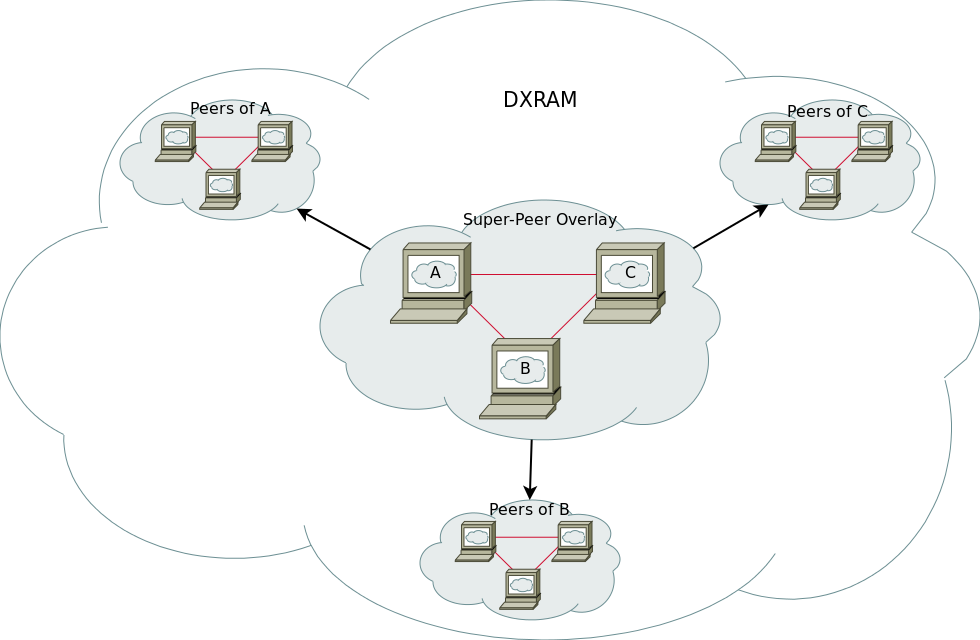 DXRAM
Peers of A
Peers of C
Super-Peer Overlay
A
C
B
Peers of B